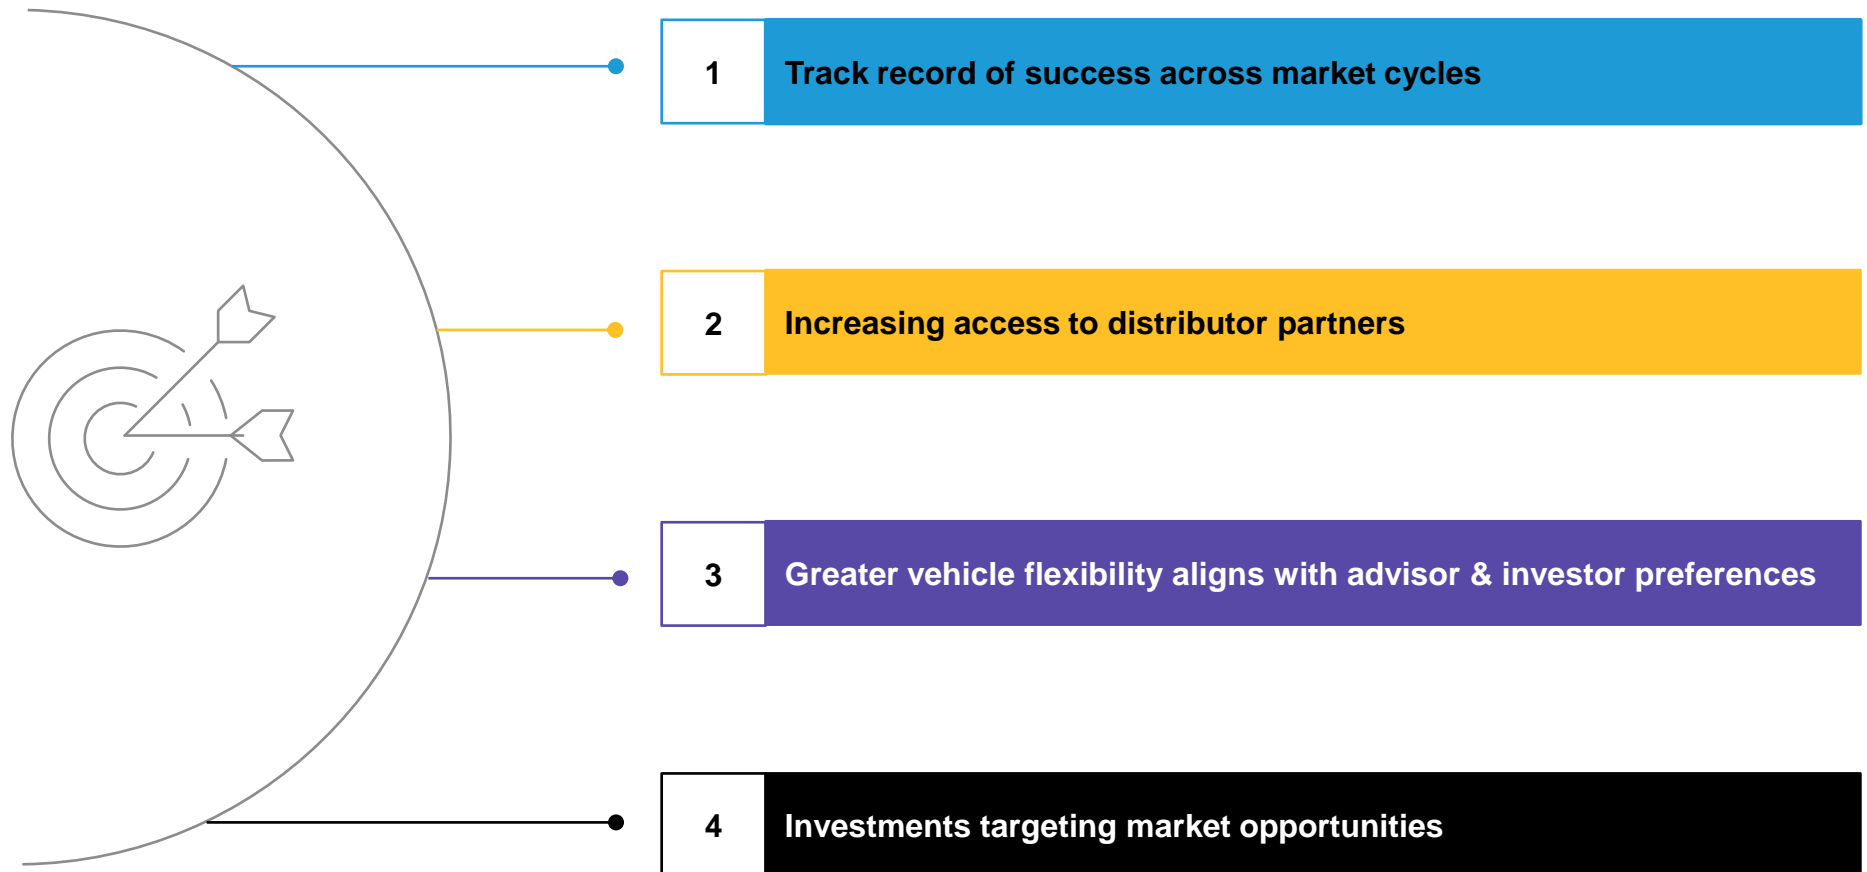 1 Track record of success across market cycles
2 Increasing access to distributor partners
3 Greater vehicle flexibility aligns with advisor & investor preferences
4 Investments targeting market opportunities